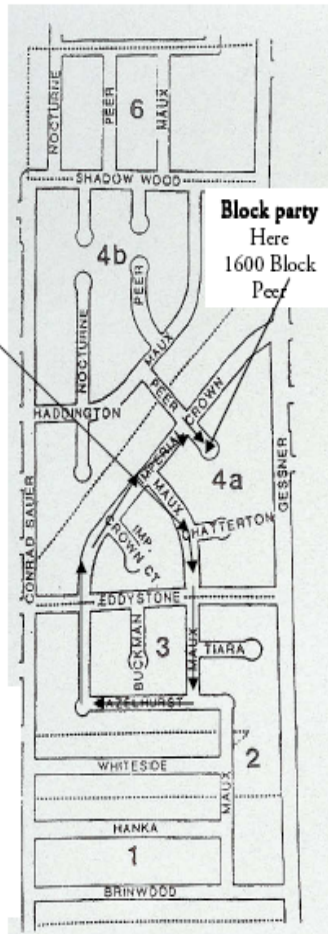 NOCTURNE
PEER
6
MAUX
SHADOW WOOD
Block party
Here
1600 Block
Peer
4b
PEER
NOCTURNE
MAUX
HADDINGTON
PEER
IMPERIAL CROWN
4a
GESSNER
CONRAD SAUER
MAUX
CHATTERTON
IMP.
CROWN CT
EDDYSTONE
BUCKMAN
3
MAUX
TIARA
AZELHURST
2
WHITESIDE
MAUX
HANKA
1
BRINWOOD